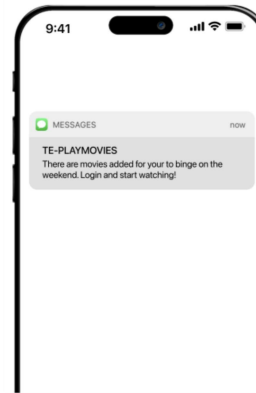 9:41
MESSAGES now
TE-PLAYMOVIES
There are movies added for your to binge on the
weekend. Login and start watching!